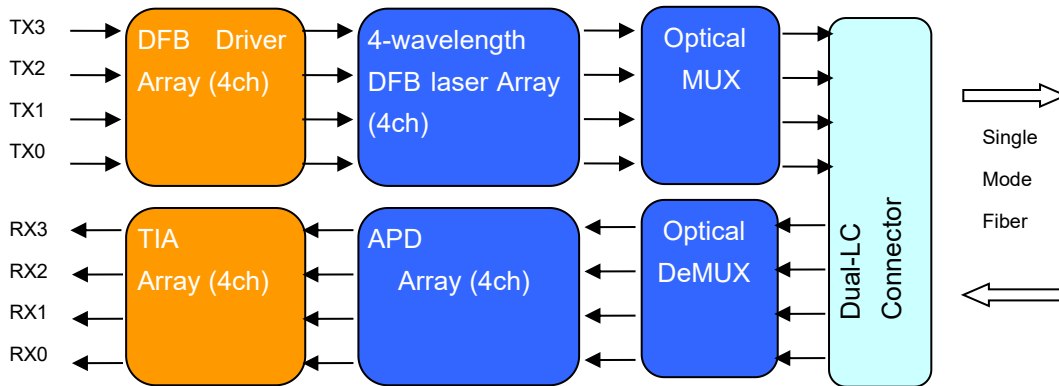 TX3
TX2
TX1
TX0
DFB Driver
Array (4ch)
4-wavelength
DFB laser Array
(4ch)
Optical
MUX
RX3
RX2
RX1
RX0
TIA
Array (4ch)
APD
Array (4ch)
Optical
DeMUX
Dual-LC
Connector
Single
Mode
Fiber